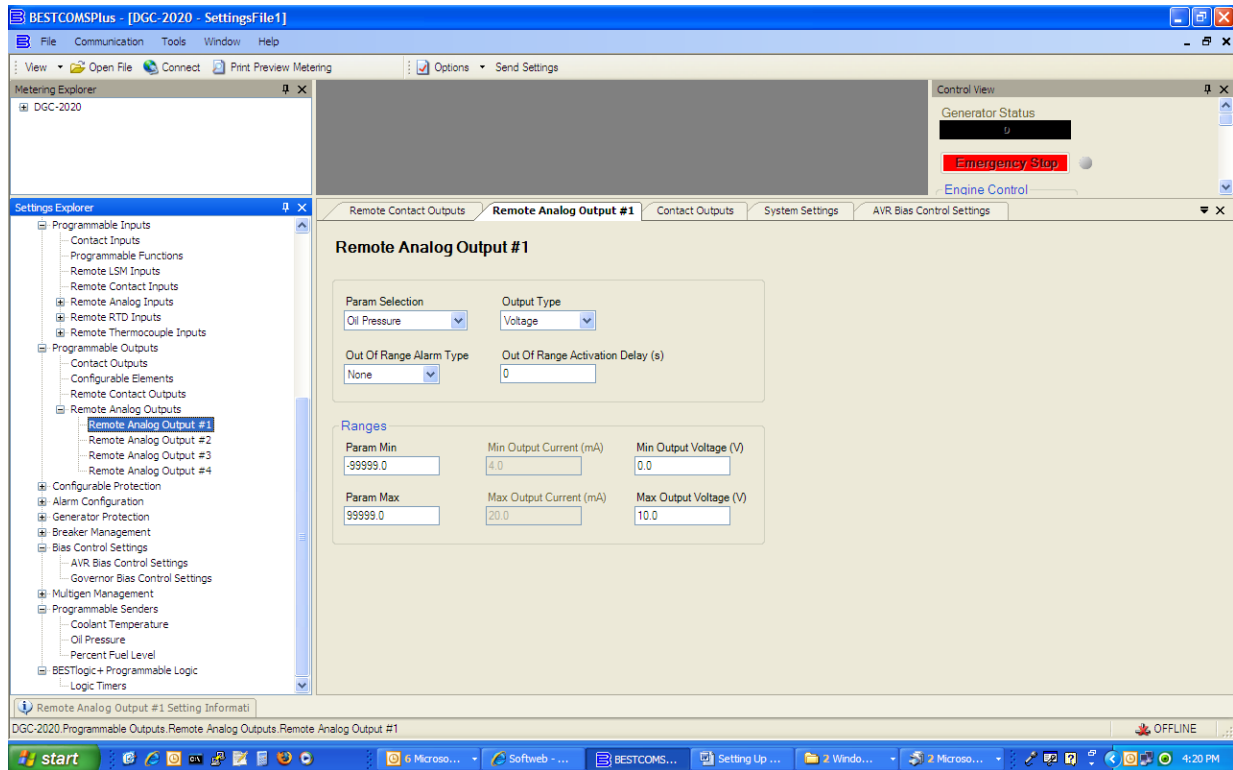 BESTCOMSPlus - [DGC-2020 - SettingsFile1]
File Communication Tools Window Help
View Open File Connect Print Preview Metering Options Send Settings
Metering Explorer
DGC-2020
Control View
Generator Status
Emergency Stop
Engine Control
Settings Explorer
Programmable Inputs
Contact Inputs
Programmable Functions
Remote LSM Inputs
Remote Contact Inputs
Remote Analog Inputs
Remote RTD Inputs
Remote Thermocouple Inputs
Programmable Outputs
Contact Outputs
Configurable Elements
Remote Contact Outputs
Remote Analog Outputs
Remote Analog Output #1
Remote Analog Output #2
Remote Analog Output #3
Remote Analog Output #4
Configurable Protection
Alarm Configuration
Generator Protection
Breaker Management
Bias Control Settings
AVR Bias Control Settings
Governor Bias Control Settings
Multigen Management
Programmable Senders
Coolant Temperature
Oil Pressure
Percent Fuel Level
BESTlogic+ Programmable Logic
Logic Timers
Remote Contact Outputs Remote Analog Output #1 Contact Outputs System Settings AVR Bias Control Settings
Remote Analog Output #1
Param Selection Output Type
Oil Pressure Voltage
Out Of Range Alarm Type Out Of Range Activation Delay (s)
None 0
Ranges
Param Min Min Output Current (mA) Min Output Voltage (V)
-99999.0 4.0 0.0
Param Max Max Output Current (mA) Max Output Voltage (V)
99999.0 20.0 10.0
Remote Analog Output #1 Setting Informati
DGC-2020.Programmable Outputs.Remote Analog Outputs.Remote Analog Output #1 OFFLINE
start 6 Microso... Softweb - ... BESTCOMS... Setting Up ... 2 Windo... 2 Microso... 4:20 PM